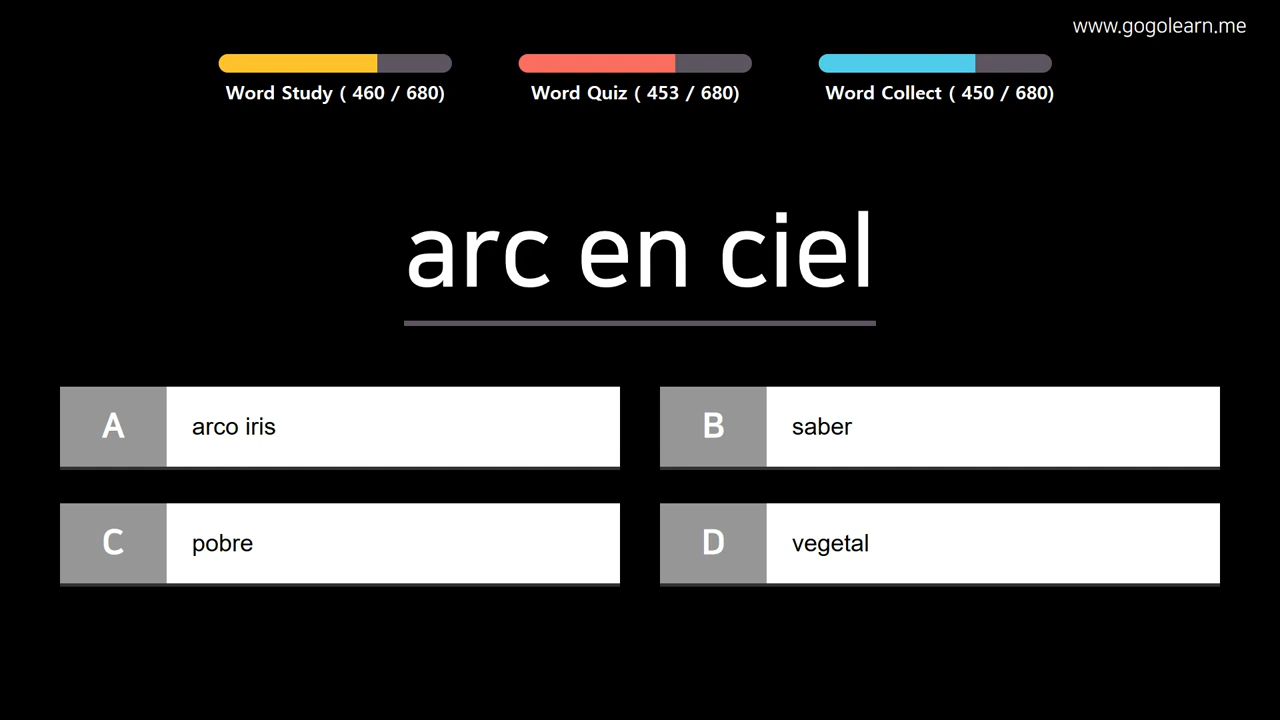 www.gogolearn.me
Word Study ( 460 / 680)
Word Quiz ( 453 / 680)
Word Collect ( 450 / 680)
arc en ciel
A
arco iris
B
saber
C
pobre
D
vegetal